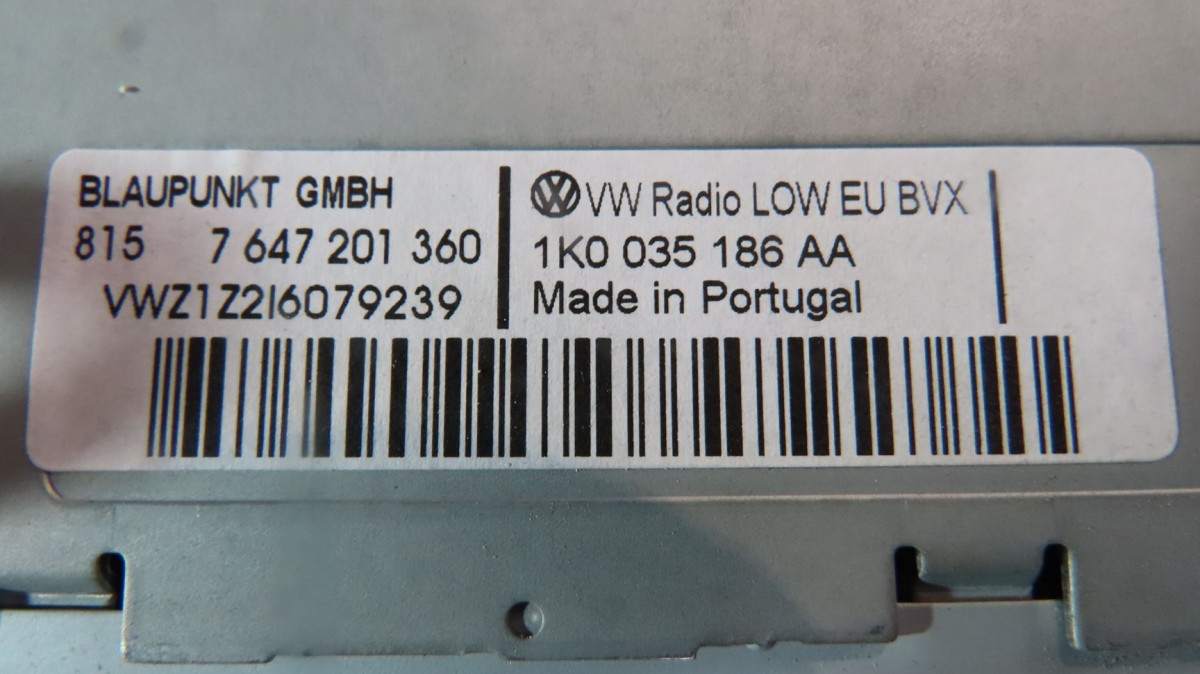 BLAUPUNKT GMBH
815 7 647 201 360
VWZ1Z2I6079239
VW Radio LOW EU BVX
1K0 035 186 AA
Made in Portugal